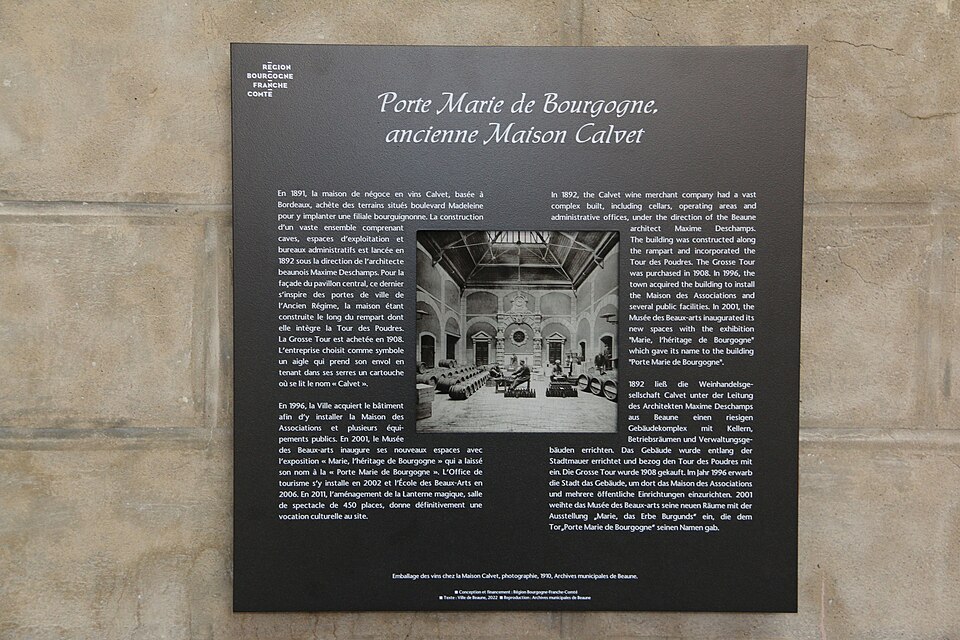 RÉGION
BOURGOGNE
FRANCHE
COMTÉ
Porte Marie de Bourgogne,
ancienne Maison Calvet
En 1891, la maison de négoce en vins Calvet, basée à
Bordeaux, achète des terrains situés boulevard Madeleine
pour y implanter une filiale bourguignonne. La construction
d'un vaste ensemble comprenant
caves, espaces d'exploitation et
bureaux administratifs est lancée en
1892 sous la direction de l'architecte
beaunois Maxime Deschamps. Pour la
façade du pavillon central, ce dernier
s'inspire des portes de ville de
l'Ancien Régime, la maison étant
construite le long du rempart dont
elle intègre la Tour des Poudres.
La Grosse Tour est achetée en 1908.
L'entreprise choisit comme symbole
un aigle qui prend son envol en
tenant dans ses serres un cartouche
où se lit le nom « Calvet ».
En 1996, la Ville acquiert le bâtiment
afin d'y installer la Maison des
Associations et plusieurs équi-
pements publics. En 2001, le Musée
des Beaux-arts inaugure ses nouveaux espaces avec
l'exposition « Marie, l'héritage de Bourgogne » qui a laissé
son nom à la « Porte Marie de Bourgogne ». L'Office de
tourisme s'y installe en 2002 et l'École des Beaux-Arts en
2006. En 2011, l'aménagement de la Lanterne magique, salle
de spectacle de 450 places, donne définitivement une
vocation culturelle au site.
In 1892, the Calvet wine merchant company had a vast
complex built, including cellars, operating areas and
administrative offices, under the direction of the Beaune
architect Maxime Deschamps.
The building was constructed along
the rampart and incorporated the
Tour des Poudres. The Grosse Tour
was purchased in 1908. In 1996, the
town acquired the building to install
the Maison des Associations and
several public facilities. In 2001, the
Musée des Beaux-arts inaugurated its
new spaces with the exhibition
"Marie, l'héritage de Bourgogne"
which gave its name to the building
"Porte Marie de Bourgogne".
1892 ließ die Weinhandelsge-
sellschaft Calvet unter der Leitung
des Architekten Maxime Deschamps
aus Beaune einen riesigen
Gebäudekomplex mit Kellern,
Betriebsräumen und Verwaltungsge-
bäuden errichten. Das Gebäude wurde entlang der
Stadtmauer errichtet und bezog den Tour des Poudres mit
ein. Die Grosse Tour wurde 1908 gekauft. Im Jahr 1996 erwarb
die Stadt das Gebäude, um dort das Maison des Associations
und mehrere öffentliche Einrichtungen einzurichten. 2001
weihte das Musée des Beaux-arts seine neuen Räume mit der
Ausstellung „Marie, das Erbe Burgunds“ ein, die dem
Tor„Porte Marie de Bourgogne“ seinen Namen gab.
Emballage des vins chez la Maison Calvet, photographie, 1910, Archives municipales de Beaune.
■ Conception et financement : Région Bourgogne-Franche-Comté
■ Texte : Ville de Beaune, 2022 ■ Reproduction : Archives municipales de Beaune